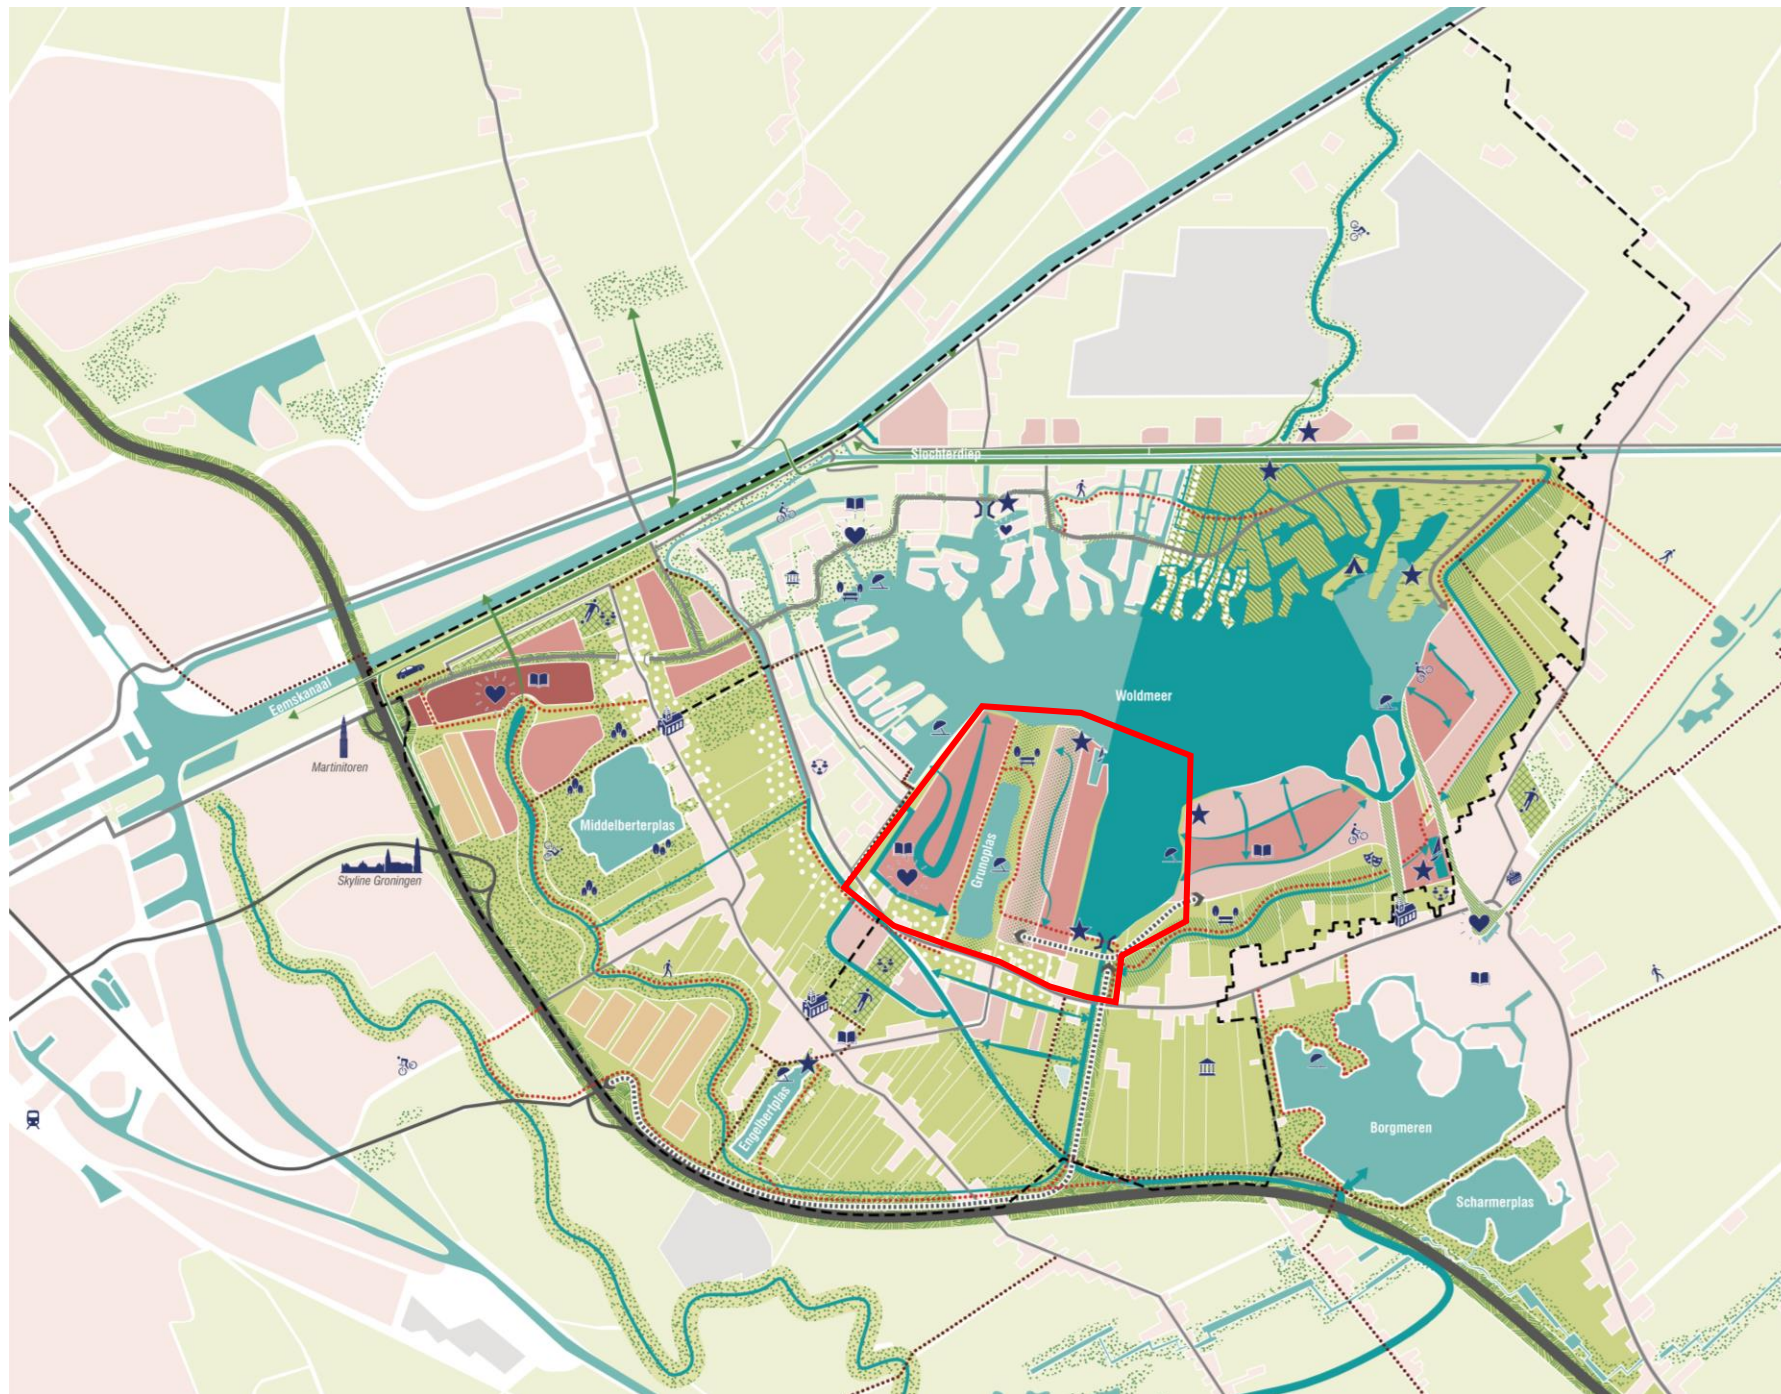 Slochterdiep
Woldmeer
Eemskanaal
Martinitoren
Middelberterplas
Grunoplas
Skyline Groningen
Engelbertplas
Borgmeren
Scharmerplas